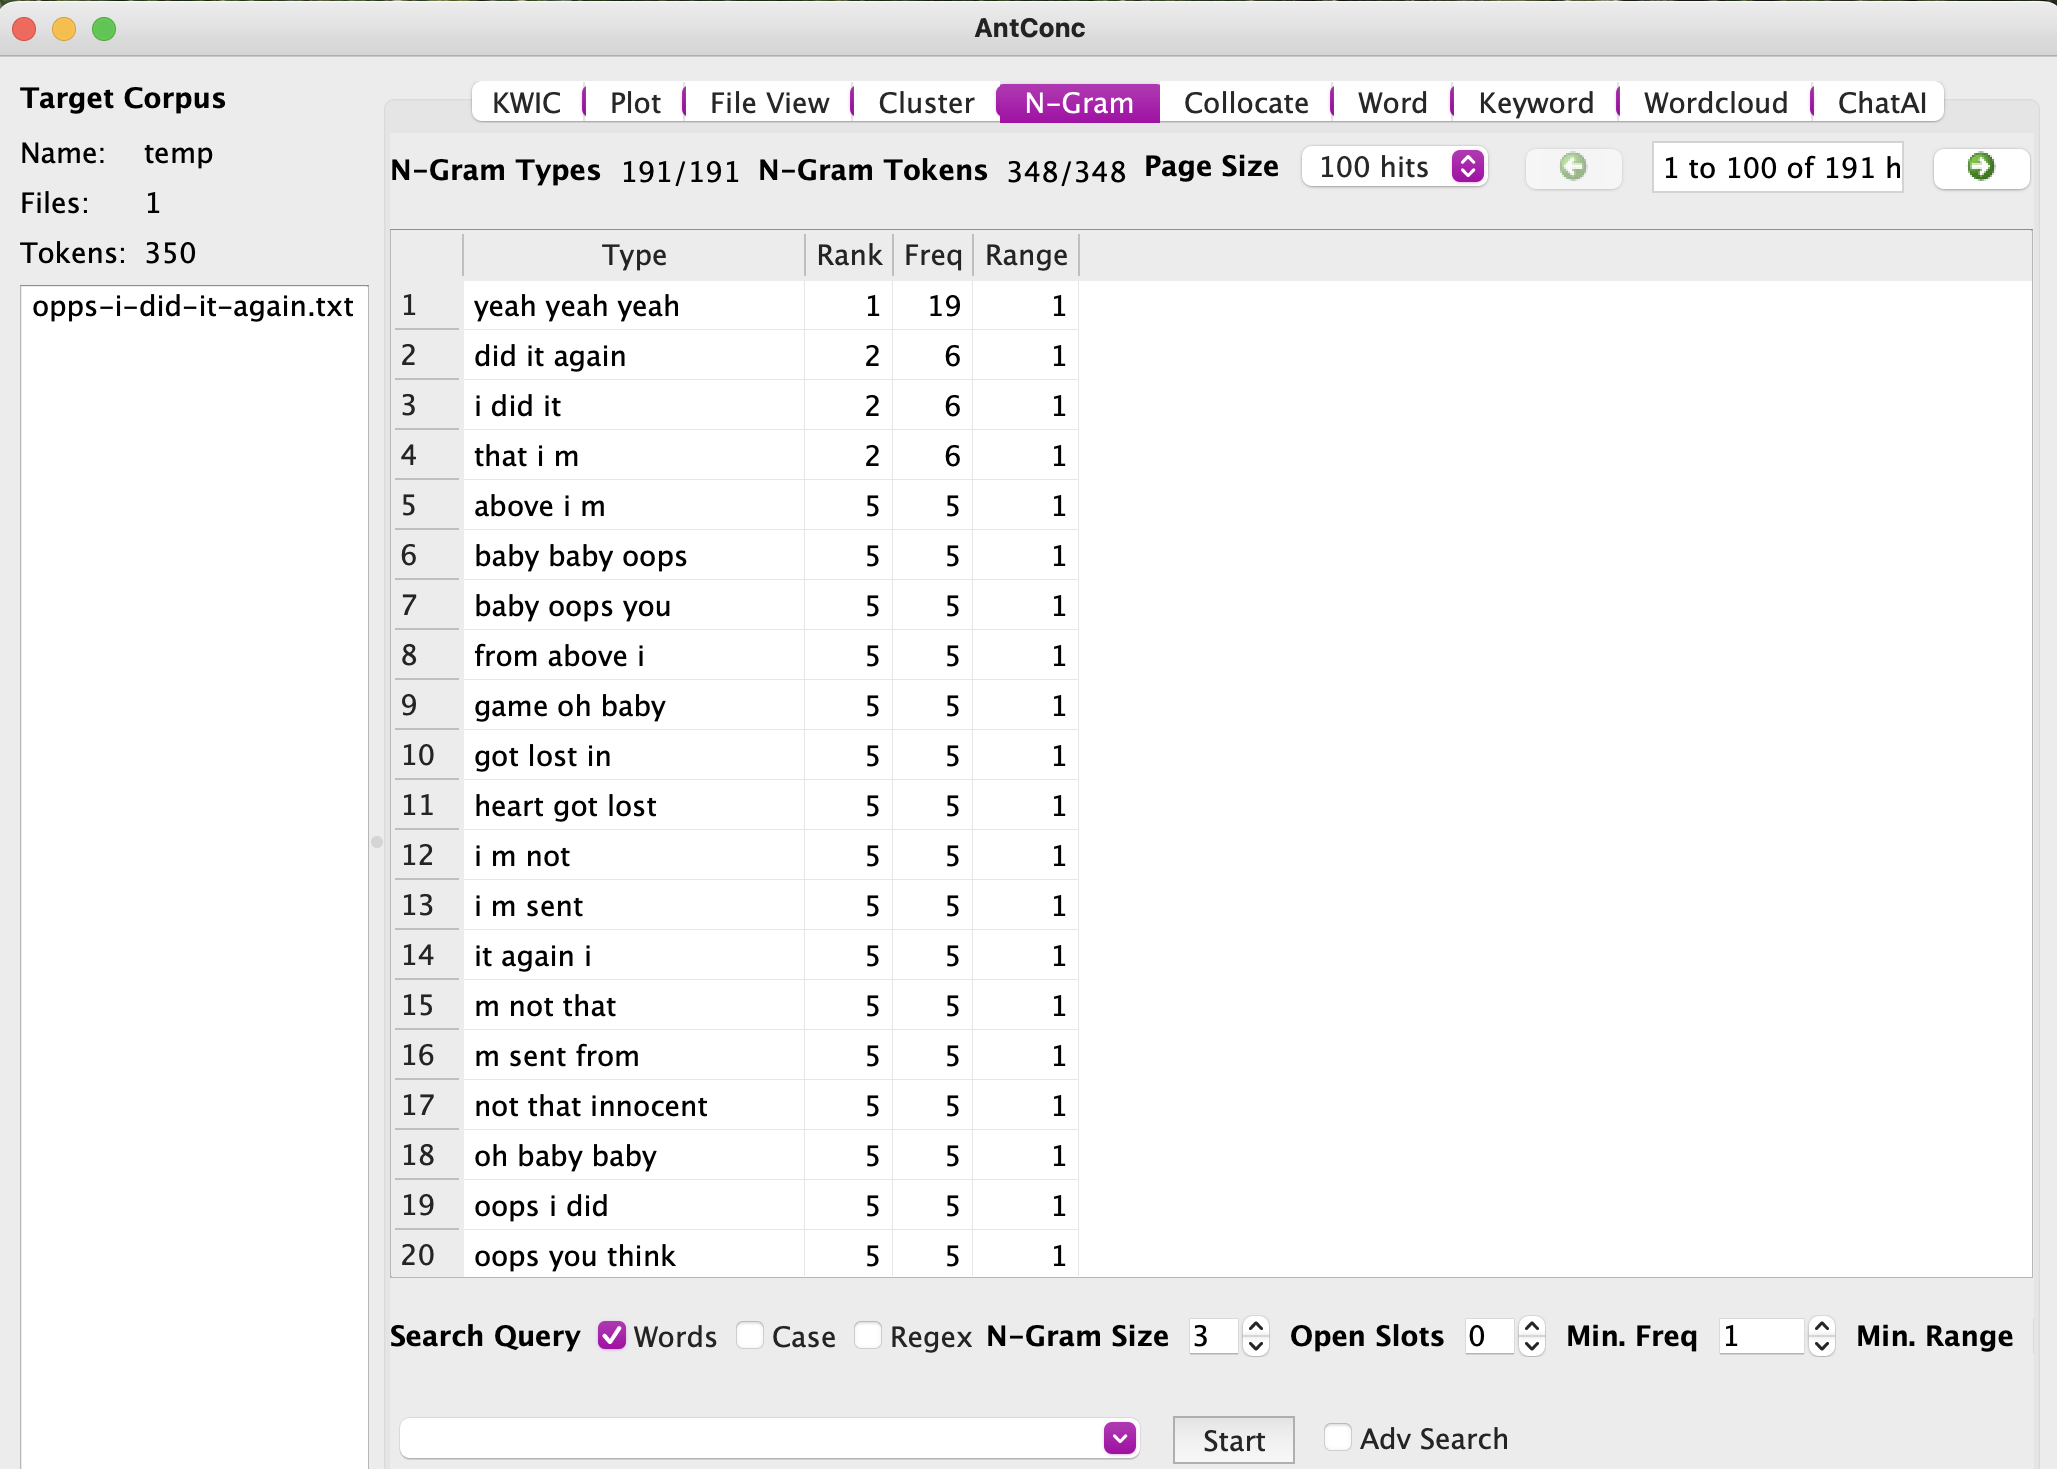 AntConc
Target Corpus
Name: temp
Files: 1
Tokens: 350
opps-i-did-it-again.txt
KWIC Plot File View Cluster N-Gram Collocate Word Keyword Wordcloud ChatAI
N-Gram Types 191/191 N-Gram Tokens 348/348 Page Size 100 hits 1 to 100 of 191 h
Type Rank Freq Range
1 yeah yeah yeah 1 19 1
2 did it again 2 6 1
3 i did it 2 6 1
4 that i m 2 6 1
5 above i m 5 5 1
6 baby baby oops 5 5 1
7 baby oops you 5 5 1
8 from above i 5 5 1
9 game oh baby 5 5 1
10 got lost in 5 5 1
11 heart got lost 5 5 1
12 i m not 5 5 1
13 i m sent 5 5 1
14 it again i 5 5 1
15 m not that 5 5 1
16 m sent from 5 5 1
17 not that innocent 5 5 1
18 oh baby baby 5 5 1
19 oops i did 5 5 1
20 oops you think 5 5 1
Search Query Words Case Regex N-Gram Size 3 Open Slots 0 Min. Freq 1 Min. Range
Start Adv Search